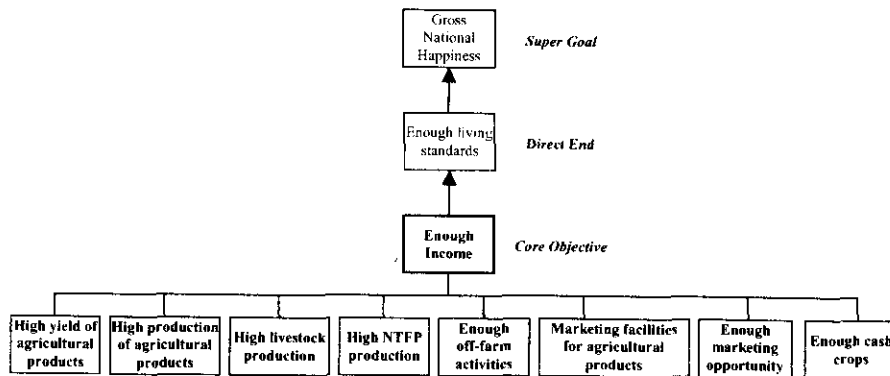 Gross
National
Happiness
Super Goal
Enough living
standards
Direct End
Enough
Income
Core Objective
High yield of
agricultural
products
High production
of agricultural
products
High livestock
production
High NTFP
production
Enough
off-farm
activities
Marketing facilities
for agricultural
products
Enough
marketing
opportunity
Enough cash
crops